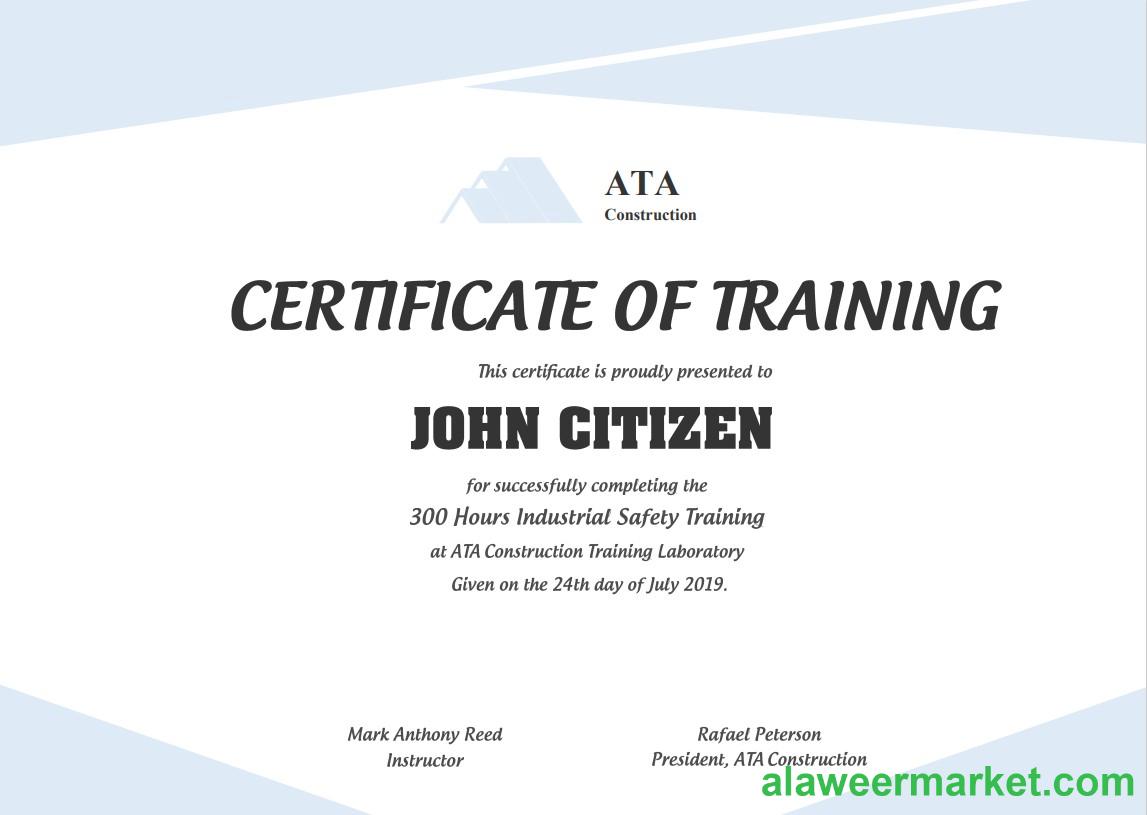 ATA
Construction
CERTIFICATE OF TRAINING
This certificate is proudly presented to
JOHN CITIZEN
for successfully completing the
300 Hours Industrial Safety Training
at ATA Construction Training Laboratory
Given on the 24th day of July 2019.
Mark Anthony Reed
Instructor
Rafael Peterson
President, ATA Construction
alaweermarket.com